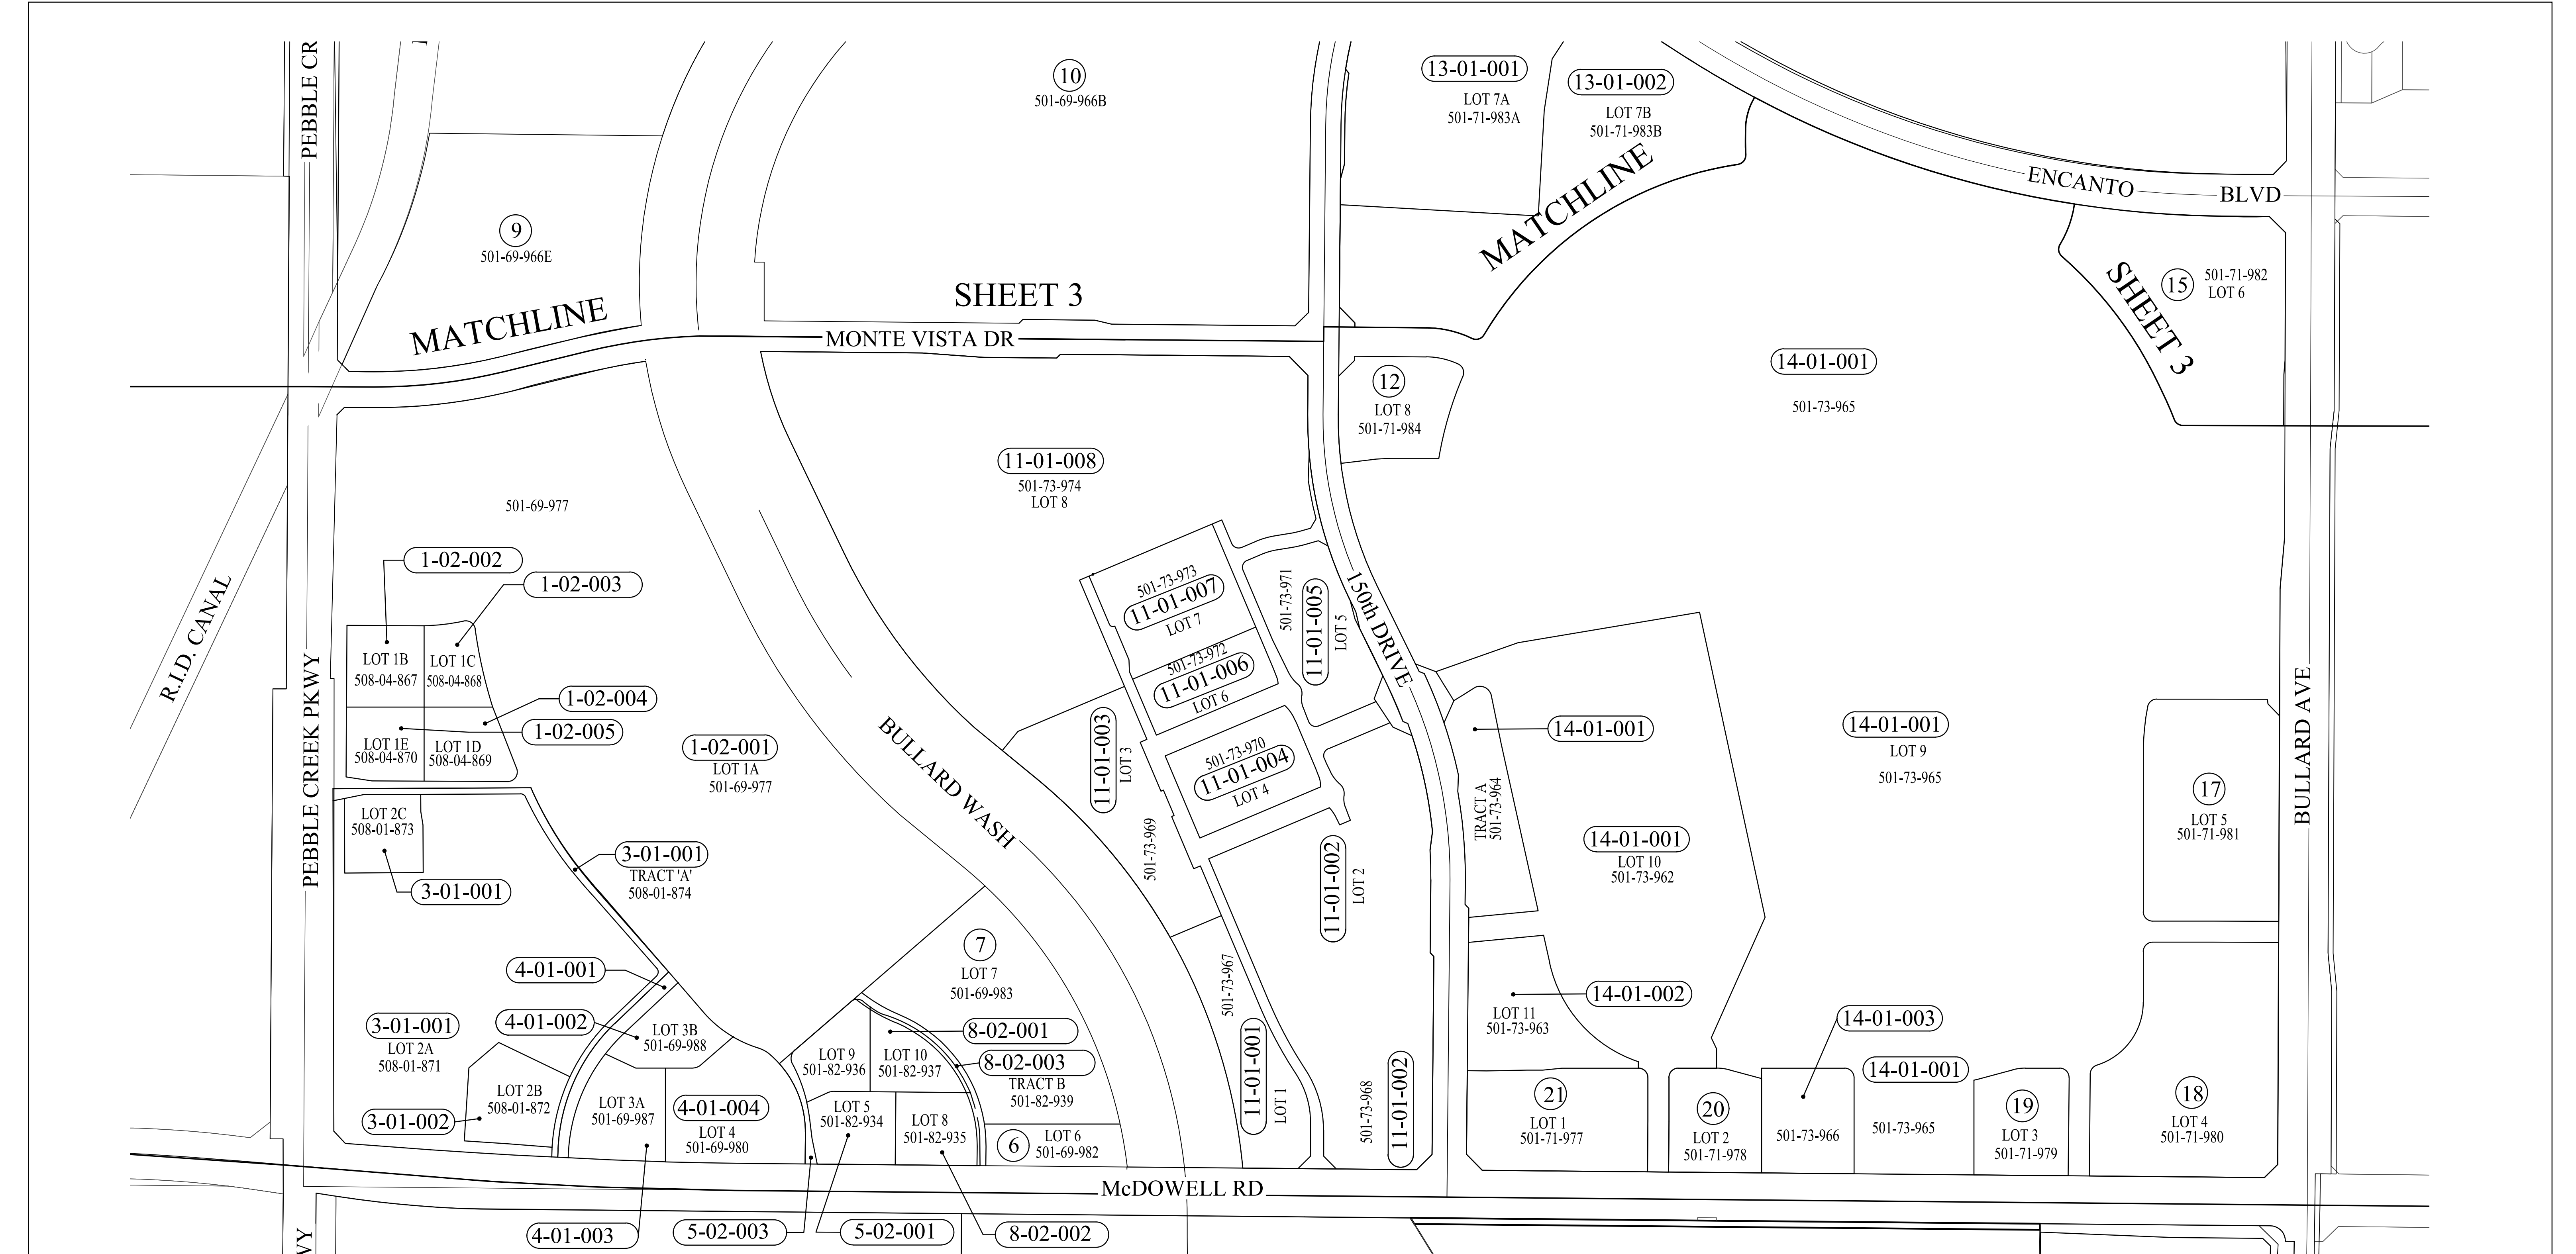 PEBBLE CR
10
501-69-966B
13-01-001
LOT 7A
501-71-983A
13-01-002
LOT 7B
501-71-983B
MATCHLINE
ENCANTO BLVD
9
501-69-966E
MATCHLINE
SHEET 3
MONTE VISTA DR
15
501-71-982
LOT 6
SHEET 3
12
LOT 8
501-71-984
14-01-001
501-73-965
11-01-008
501-73-974
LOT 8
501-69-977
R.I.D. CANAL
PEBBLE CREEK PKWY
1-02-002
1-02-003
LOT 1B
508-04-867
LOT 1C
508-04-868
1-02-004
1-02-005
LOT 1E
508-04-870
LOT 1D
508-04-869
1-02-001
LOT 1A
501-69-977
BULLARD WASH
501-73-973
11-01-007
LOT 7
501-73-972
11-01-006
LOT 6
501-73-971
11-01-005
LOT 5
150th DRIVE
11-01-003
LOT 3
501-73-969
501-73-970
11-01-004
LOT 4
11-01-002
LOT 2
14-01-001
TRACT A
501-73-964
14-01-001
LOT 9
501-73-965
14-01-001
LOT 10
501-73-962
17
LOT 5
501-71-981
BULLARD AVE
LOT 2C
508-01-873
3-01-001
3-01-001
TRACT 'A'
508-01-874
7
LOT 7
501-69-983
4-01-001
4-01-002
3-01-001
LOT 2A
508-01-871
LOT 3B
501-69-988
LOT 2B
508-01-872
3-01-002
LOT 3A
501-69-987
4-01-004
LOT 4
501-69-980
LOT 9
501-82-936
LOT 10
501-82-937
8-02-001
8-02-003
TRACT B
501-82-939
LOT 5
501-82-934
LOT 8
501-82-935
6
LOT 6
501-69-982
501-73-967
11-01-001
LOT 1
501-73-968
11-01-002
14-01-002
LOT 11
501-73-963
14-01-003
14-01-001
21
LOT 1
501-71-977
20
LOT 2
501-71-978
501-73-966
501-73-965
19
LOT 3
501-71-979
18
LOT 4
501-71-980
McDOWELL RD
4-01-003
5-02-003
5-02-001
8-02-002
WY